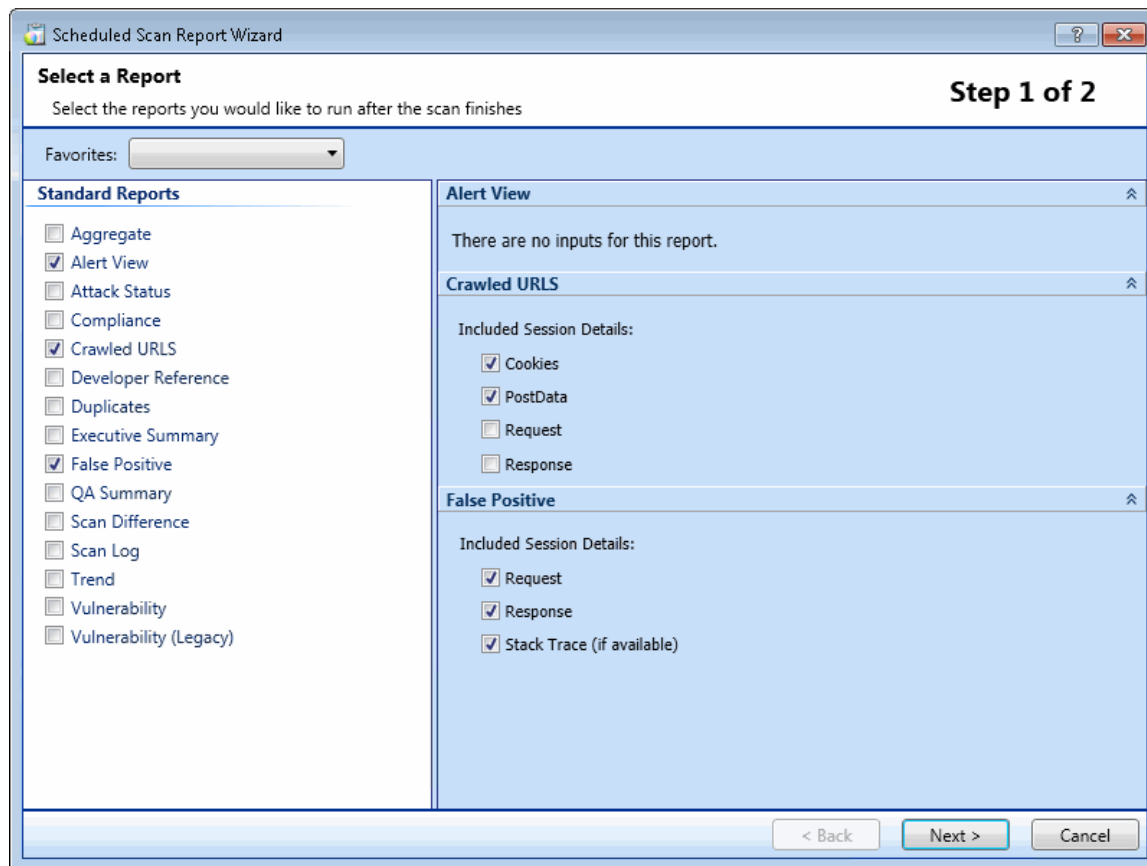 Scheduled Scan Report Wizard
Select a Report
Select the reports you would like to run after the scan finishes
Step 1 of 2
Favorites:
Standard Reports
Aggregate
Alert View
Attack Status
Compliance
Crawled URLS
Developer Reference
Duplicates
Executive Summary
False Positive
QA Summary
Scan Difference
Scan Log
Trend
Vulnerability
Vulnerability (Legacy)
Alert View
There are no inputs for this report.
Crawled URLS
Included Session Details:
Cookies
PostData
Request
Response
False Positive
Included Session Details:
Request
Response
Stack Trace (if available)
< Back
Next >
Cancel